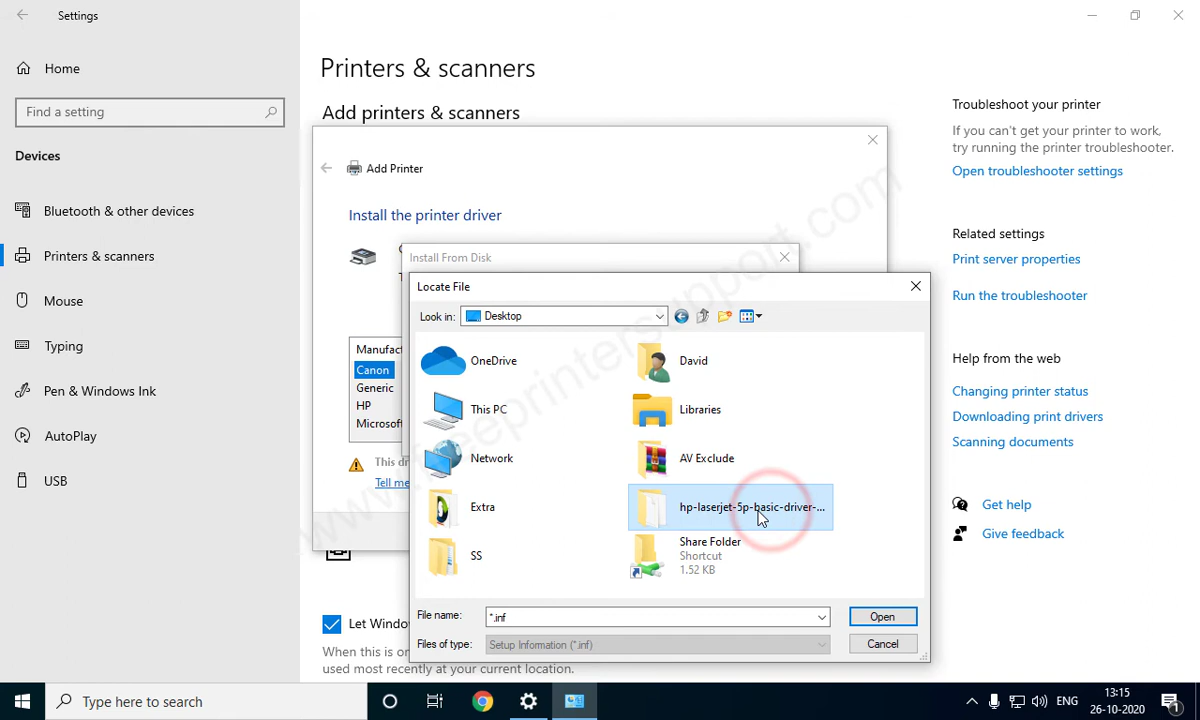 Settings
Home
Find a setting
Devices
Bluetooth & other devices
Printers & scanners
Mouse
Typing
Pen & Windows Ink
AutoPlay
USB
Printers & scanners
Add printers & scanners
Add Printer
Install the printer driver
Manufac
Canon
Generic
HP
Microsof
This dr
Tell me
Install From Disk
Locate File
Look in:
Desktop
OneDrive
David
This PC
Libraries
Network
AV Exclude
Extra
hp-laserjet-5p-basic-driver-...
SS
Share Folder
Shortcut
1.52 KB
File name:
*.inf
Open
Files of type:
Setup Information (*.inf)
Cancel
Let Windo
When this is o
used most recently at your current location.
Troubleshoot your printer
If you can't get your printer to work,
try running the printer troubleshooter.
Open troubleshooter settings
Related settings
Print server properties
Run the troubleshooter
Help from the web
Changing printer status
Downloading print drivers
Scanning documents
Get help
Give feedback
www.freeprintersupport.com
Type here to search
ENG
13:15
26-10-2020
1